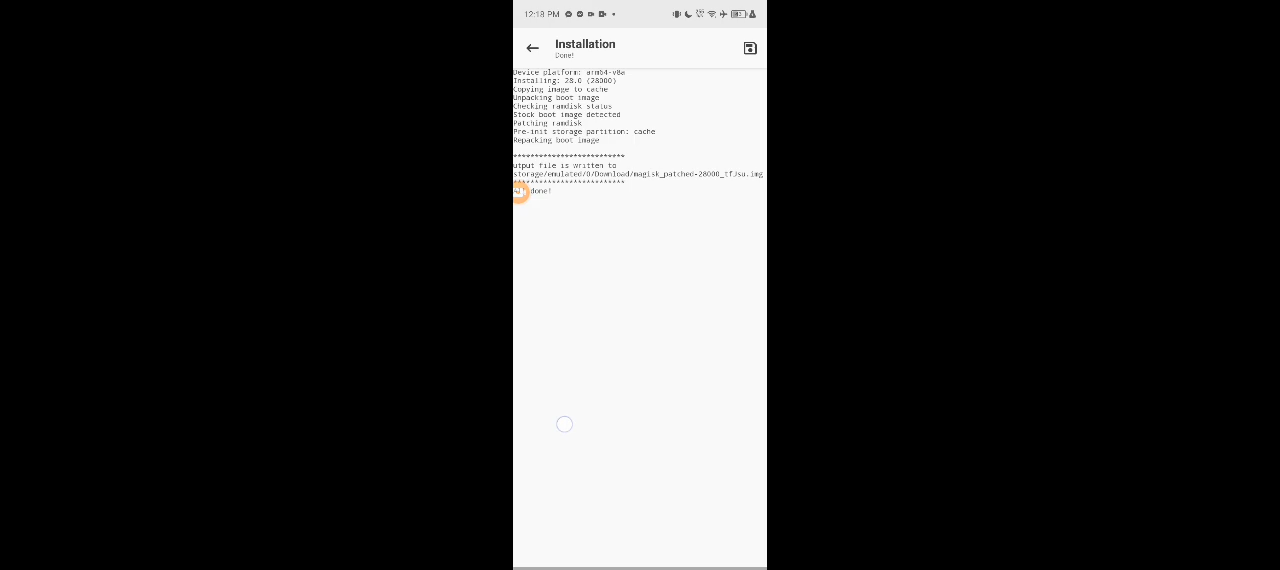 12:18 PM
Installation
Done!
Device platform: arm64-v8a
Installing: 28.0 (28000)
Copying image to cache
Unpacking boot image
Checking ramdisk status
Stock boot image detected
Patching ramdisk
Pre-init storage partition: cache
Repacking boot image
**************************
utput file is written to
storage/emulated/0/Download/magisk_patched-28000_tfJsu.img
**************************
done!